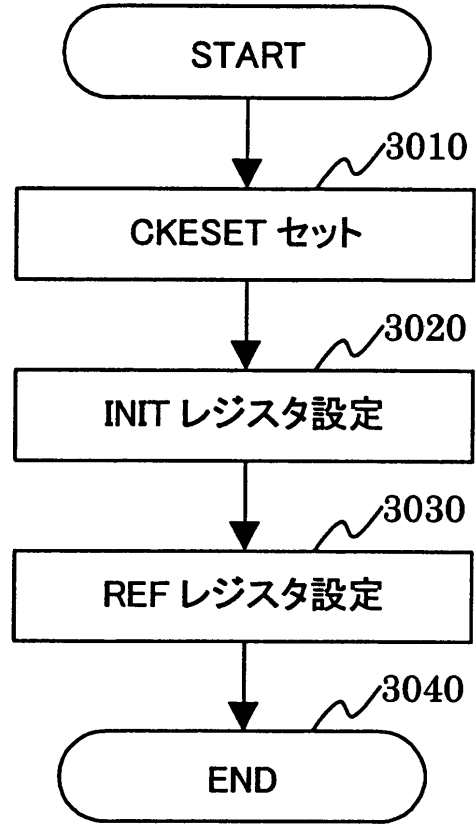 START
3010
CKESET セット
3020
INIT レジスタ設定
3030
REF レジスタ設定
3040
END